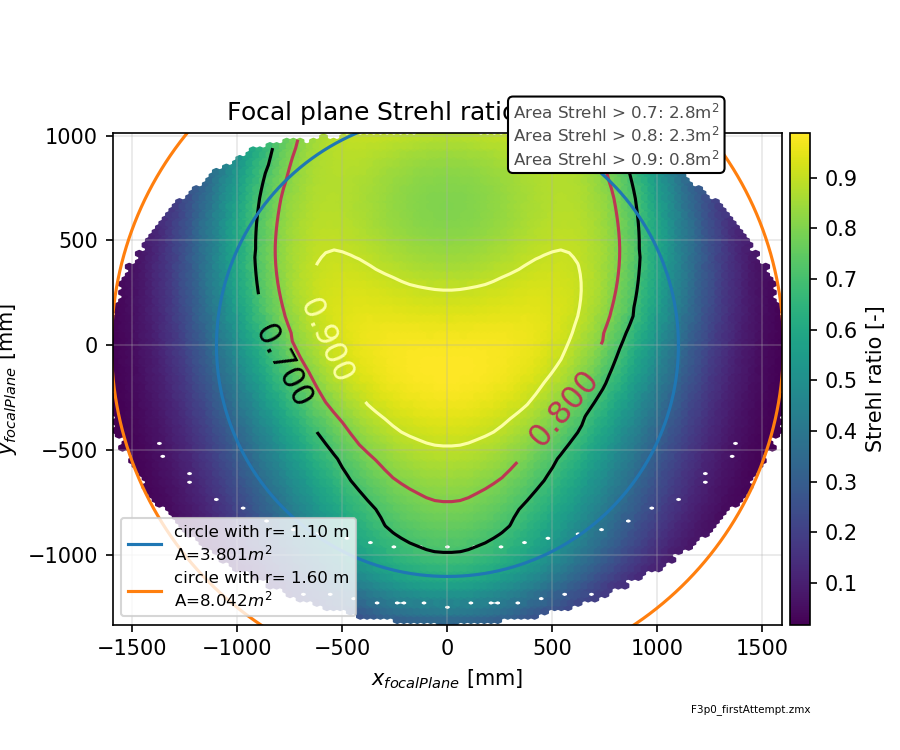 Focal plane Strehl ratio
Area Strehl > 0.7: 2.8m²
Area Strehl > 0.8: 2.3m²
Area Strehl > 0.9: 0.8m²
1000
500
0
−500
−1000
y_focalPlane [mm]
0.900
0.700
0.800
circle with r= 1.10 m
A=3.801m²
circle with r= 1.60 m
A=8.042m²
−1500 −1000 −500 0 500 1000 1500
x_focalPlane [mm]
0.9
0.8
0.7
0.6
0.5
0.4
0.3
0.2
0.1
Strehl ratio [-]
F3p0_firstAttempt.zmx